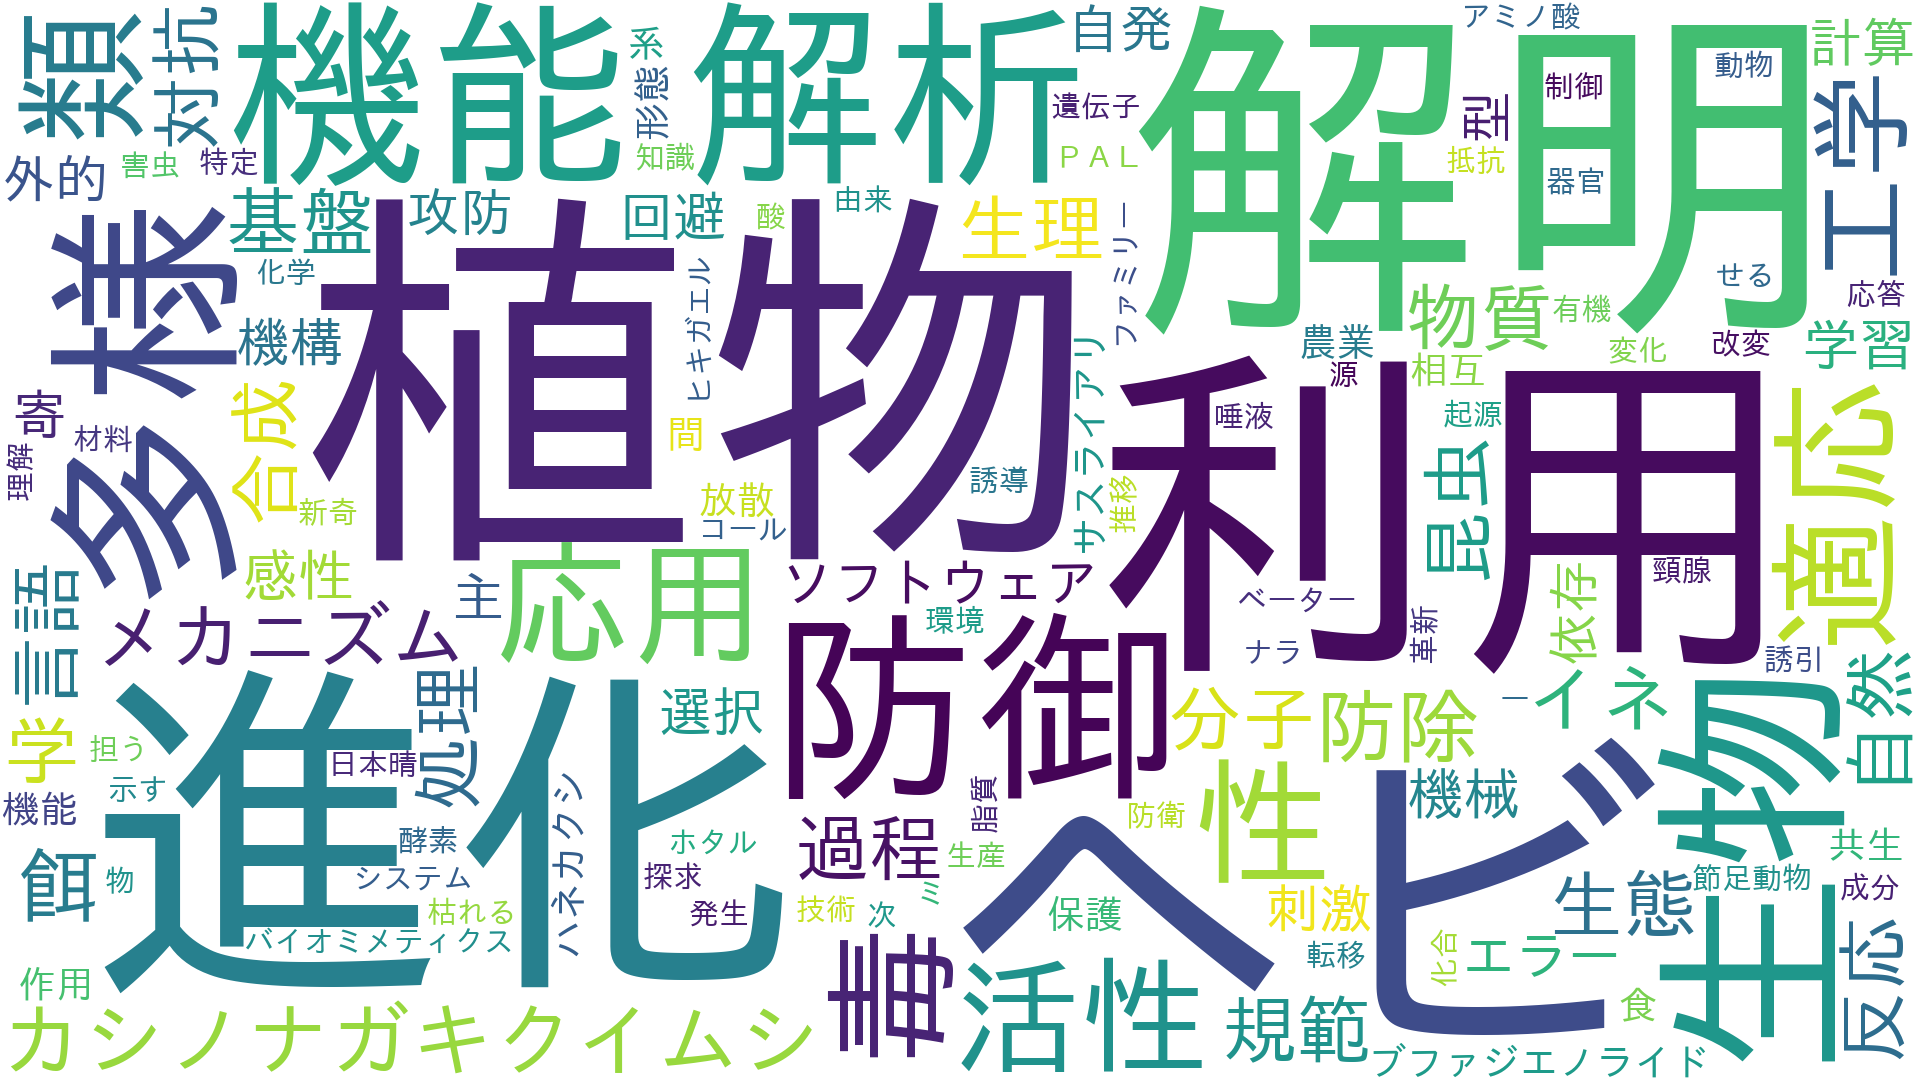 類
対抗
機能
系
形態
知識
解析
自発
遺伝子
ＰＡＬ
解明
アミノ酸
型
抵抗
制御
器官
動物
計算
工学
外的
害虫
特定
基盤
攻防
回避
酸
由来
生理
ファミリー
せる
応答
多様
化学
機構
植物
ヒキガエル
サスライアリ
物質
有機
農業
源
相互
変化
改変
学習
寄
材料
理解
合成
新奇
間
放散
コール
誘導
推移
利用
唾液
起源
昆虫
適応
感性
主
応用
ソフトウェア
環境
ベーター
ナラ
革新
依存
頸腺
誘引
言語
メカニズム
処理
進化
選択
防御
分子
防除
ー
イネ
生物
自然
学
担う
示す
日本晴
機能
餌
物
酵素
システム
ハネカクシ
ホタル
探求
発生
過程
脂質
生産
技術
次
ミ
防衛
性
ヘビ
機械
刺激
生態
節足動物
共生
成分
枯れる
バイオミメティクス
保護
転移
化合
エラー
食
反応
作用
カシノナガキクイムシ
毒
活性
規範
ブファジエノライド